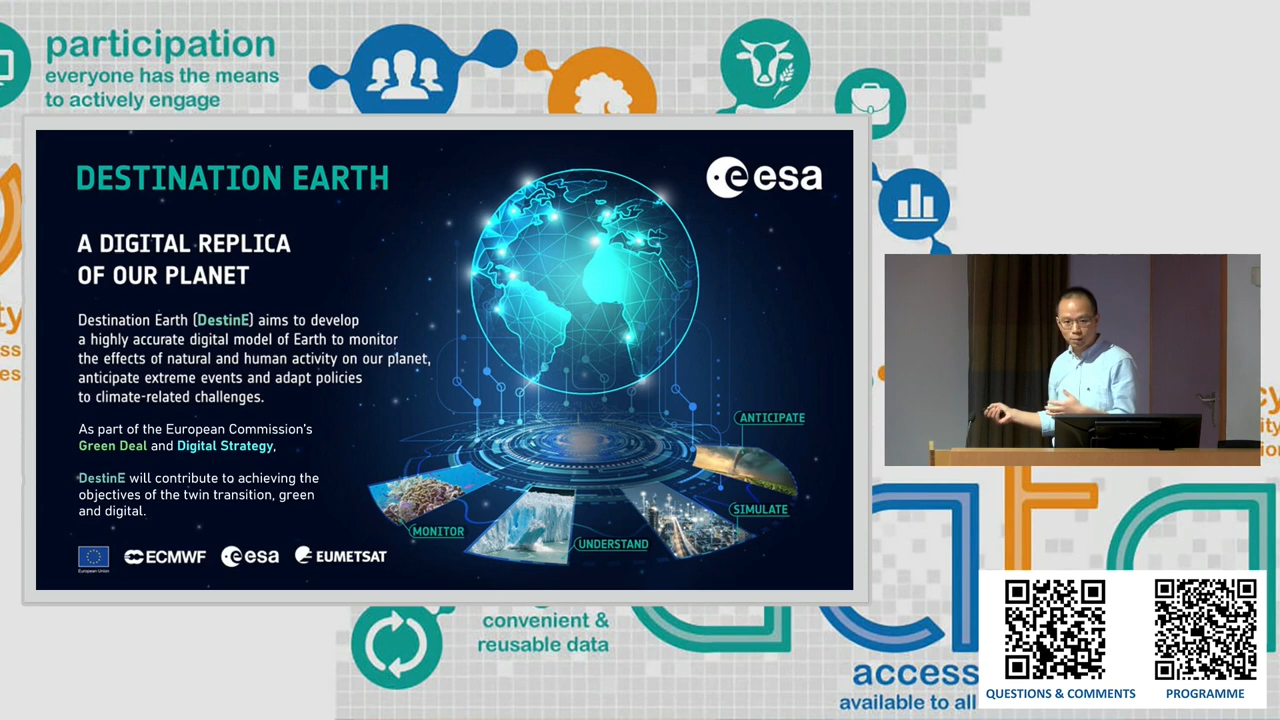 participation
everyone has the means
to actively engage
DESTINATION EARTH
esa
A DIGITAL REPLICA
OF OUR PLANET
Destination Earth (DestinE) aims to develop
a highly accurate digital model of Earth to monitor
the effects of natural and human activity on our planet,
anticipate extreme events and adapt policies
to climate-related challenges.
As part of the European Commission's
Green Deal and Digital Strategy,
DestinE will contribute to achieving the
objectives of the twin transition, green
and digital.
ANTICIPATE
SIMULATE
MONITOR
UNDERSTAND
European Union
ECMWF
esa
EUMETSAT
convenient &
reusable data
access
available to all
QUESTIONS & COMMENTS
PROGRAMME